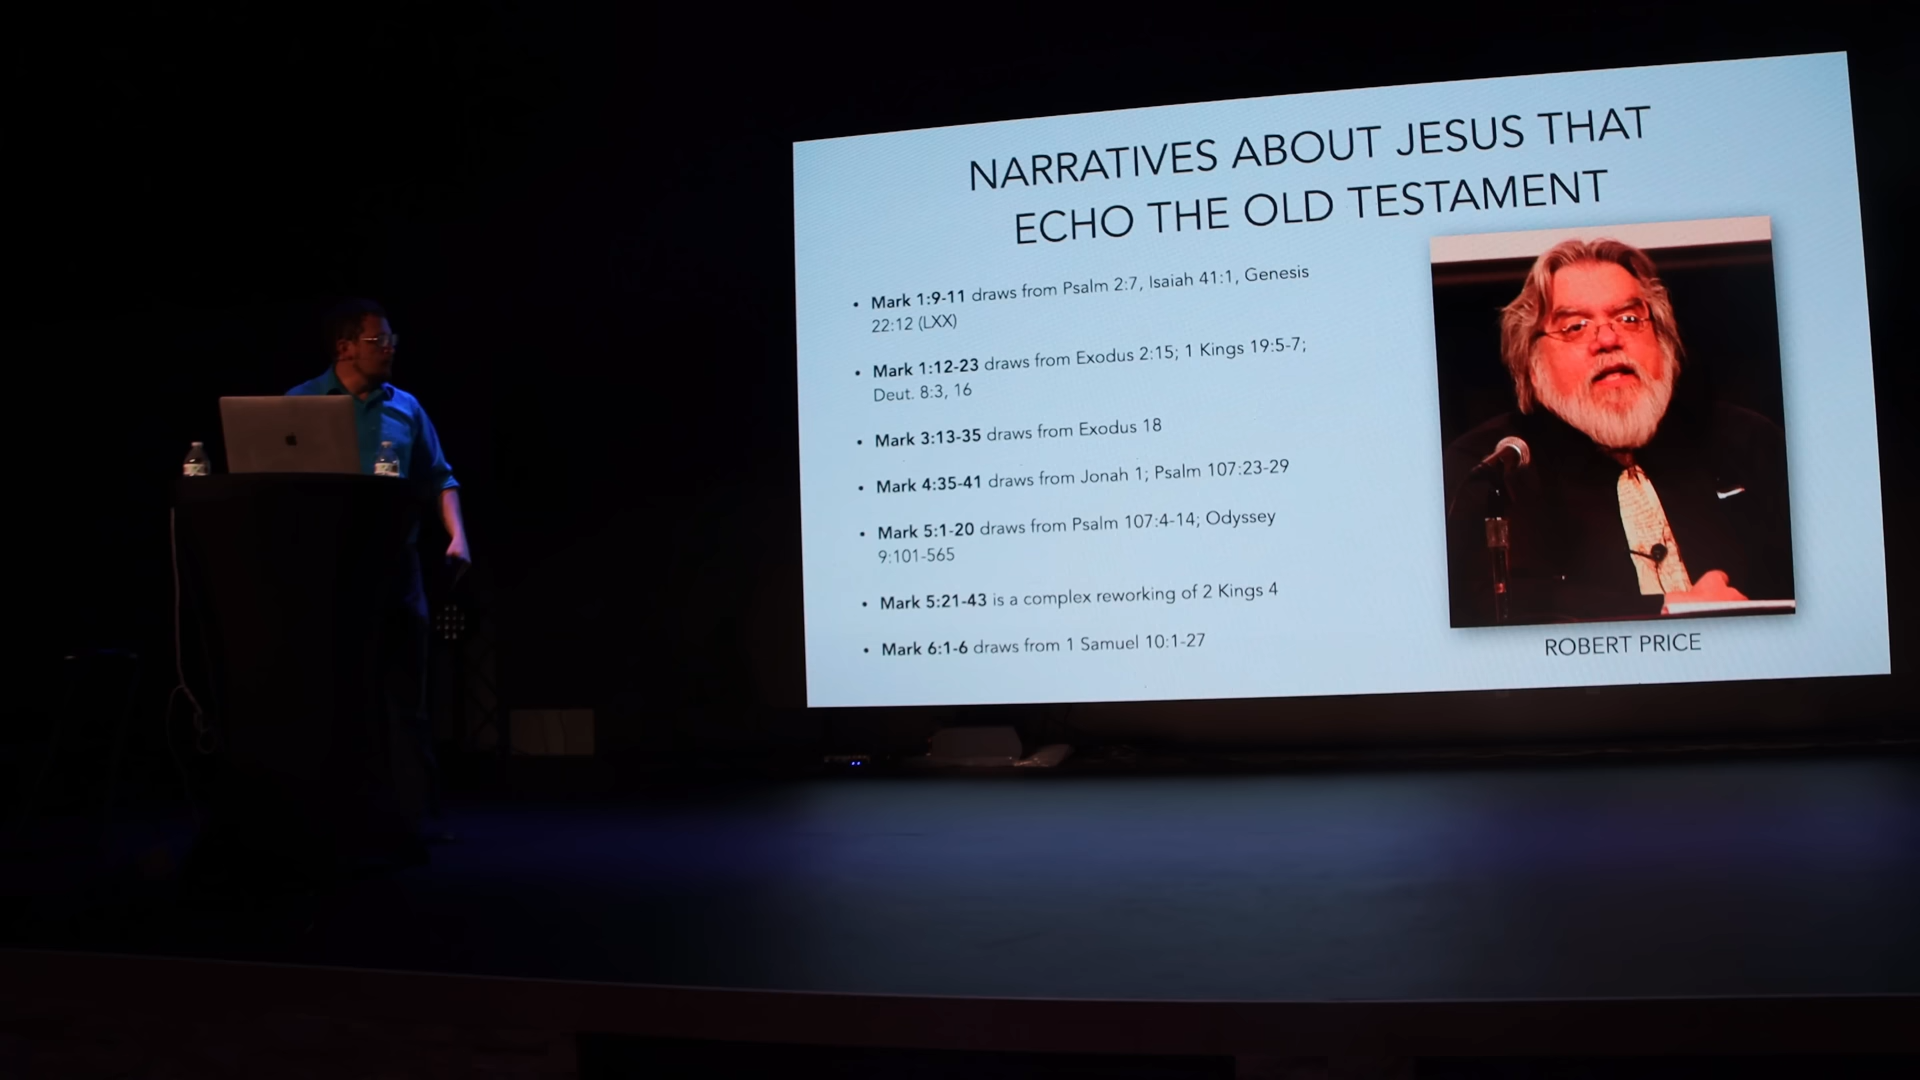 NARRATIVES ABOUT JESUS THAT
ECHO THE OLD TESTAMENT
• Mark 1:9-11 draws from Psalm 2:7, Isaiah 41:1, Genesis
22:12 (LXX)
• Mark 1:12-23 draws from Exodus 2:15; 1 Kings 19:5-7;
Deut. 8:3, 16
• Mark 3:13-35 draws from Exodus 18
• Mark 4:35-41 draws from Jonah 1; Psalm 107:23-29
• Mark 5:1-20 draws from Psalm 107:4-14; Odyssey
9:101-565
• Mark 5:21-43 is a complex reworking of 2 Kings 4
• Mark 6:1-6 draws from 1 Samuel 10:1-27
ROBERT PRICE